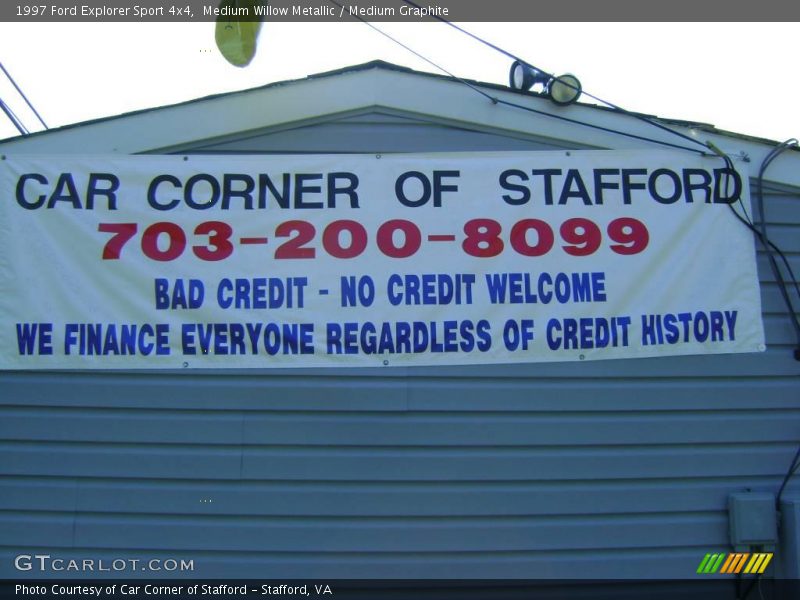 1997 Ford Explorer Sport 4x4, Medium Willow Metallic / Medium Graphite
CAR CORNER OF STAFFORD
703-200-8099
BAD CREDIT - NO CREDIT WELCOME
WE FINANCE EVERYONE REGARDLESS OF CREDIT HISTORY
GTCARLOT.COM
Photo Courtesy of Car Corner of Stafford - Stafford, VA